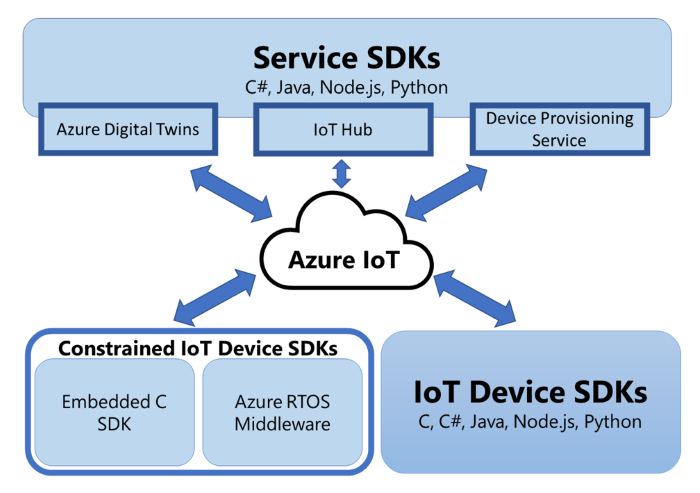 Service SDKs
C#, Java, Node.js, Python
Azure Digital Twins
IoT Hub
Device Provisioning
Service
Azure IoT
Constrained IoT Device SDKs
Embedded C
SDK
Azure RTOS
Middleware
IoT Device SDKs
C, C#, Java, Node.js, Python